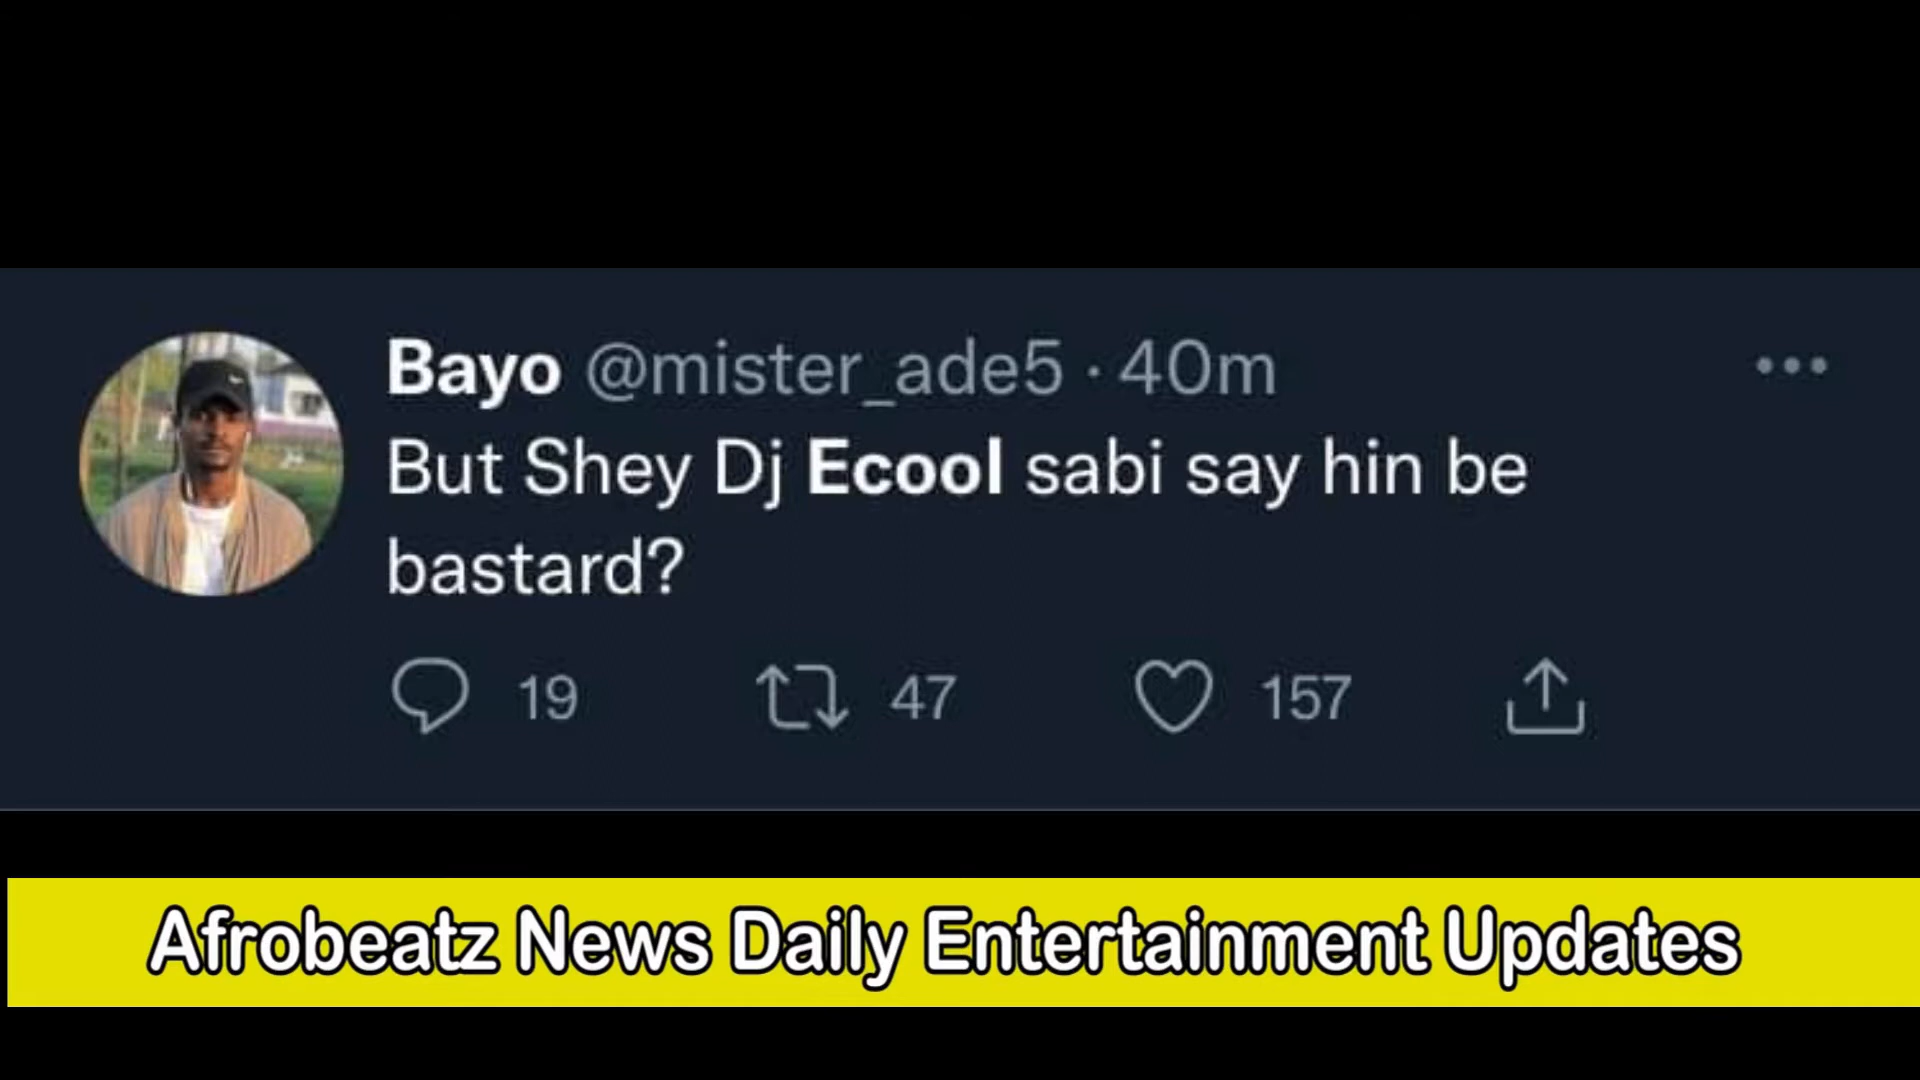 Bayo @mister_ade5 · 40m
But Shey Dj Ecool sabi say hin be
bastard?
19 47 157
Afrobeatz News Daily Entertainment Updates